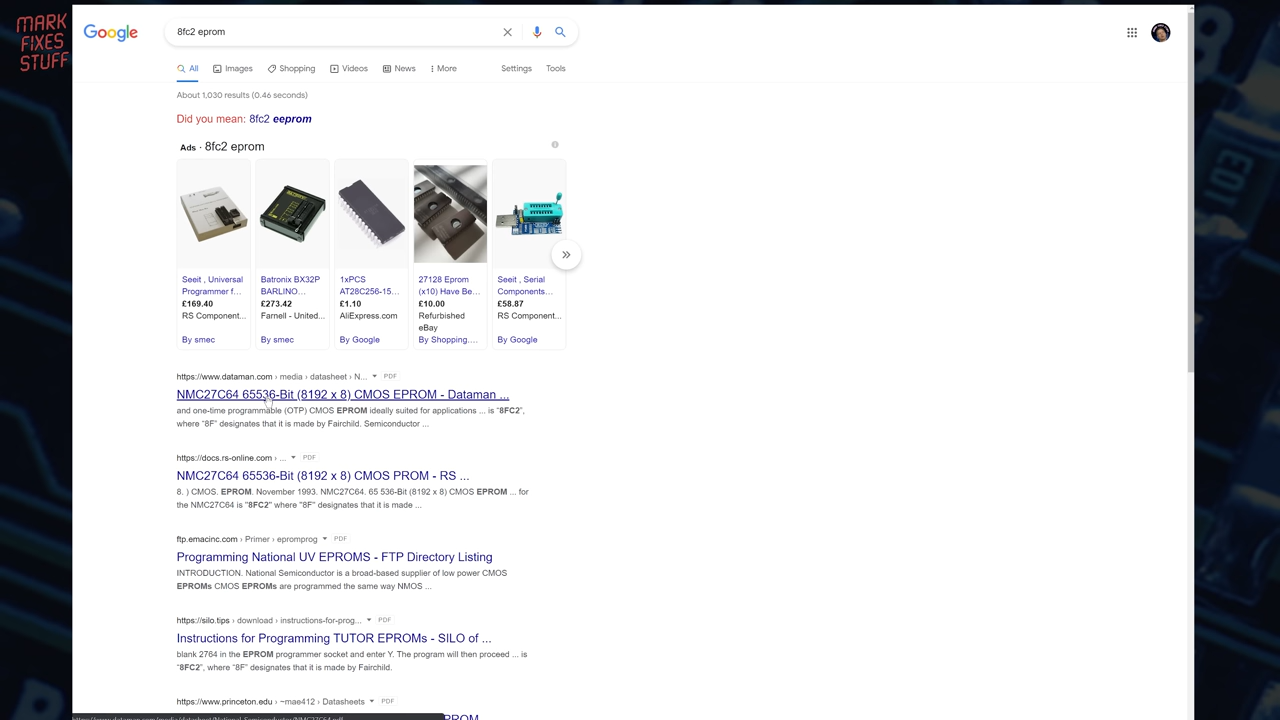 MARK
FIXES
STUFF
Google
8fc2 eprom
All Images Shopping Videos News More Settings Tools
About 1,030 results (0.46 seconds)
Did you mean: 8fc2 eeprom
Ads · 8fc2 eprom
Seeit , Universal
Programmer f...
£169.40
RS Component...
By smec
Batronix BX32P
BARLINO...
£273.42
Farnell - United...
By smec
1xPCS
AT28C256-15...
£1.10
AliExpress.com
By Google
27128 Eprom
(x10) Have Be...
£10.00
Refurbished
eBay
By Shopping....
Seeit , Serial
Components...
£58.87
RS Component...
By Google
https://www.dataman.com › media › datasheet › N... PDF
NMC27C64 65536-Bit (8192 x 8) CMOS EPROM - Dataman ...
and one-time programmable (OTP) CMOS EPROM ideally suited for applications ... is “8FC2”,
where “8F” designates that it is made by Fairchild. Semiconductor ...
https://docs.rs-online.com › ... PDF
NMC27C64 65536-Bit (8192 x 8) CMOS PROM - RS ...
8. ) CMOS. EPROM. November 1993. NMC27C64. 65 536-Bit (8192 x 8) CMOS EPROM ... for
the NMC27C64 is "8FC2" where "8F" designates that it is made ...
ftp.emacinc.com › Primer › epromprog PDF
Programming National UV EPROMS - FTP Directory Listing
INTRODUCTION. National Semiconductor is a broad-based supplier of low power CMOS
EPROMs CMOS EPROMs are programmed the same way NMOS ...
https://silo.tips › download › instructions-for-prog... PDF
Instructions for Programming TUTOR EPROMs - SILO of ...
blank 2764 in the EPROM programmer socket and enter Y. The program will then proceed ... is
“8FC2”, where “8F” designates that it is made by Fairchild.
https://www.princeton.edu › ~mae412 › Datasheets PDF